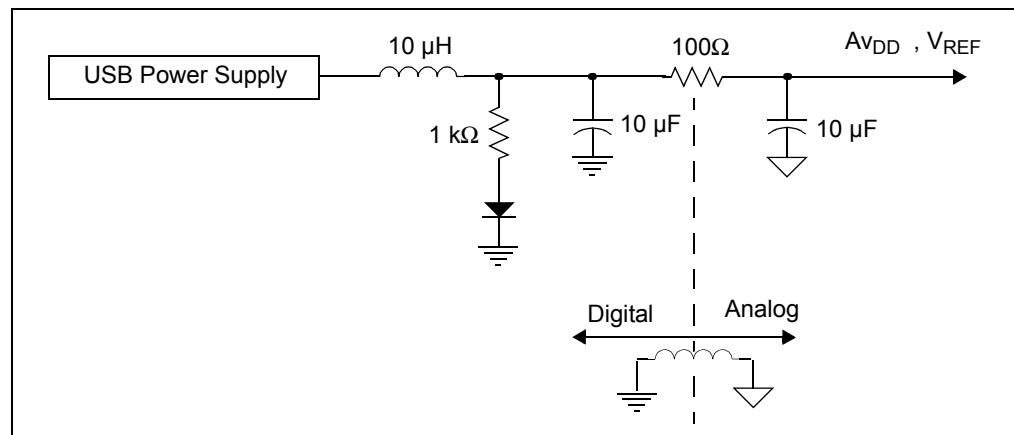 10 µH
100Ω
AvDD , VREF
USB Power Supply
1 kΩ
10 µF
10 µF
Digital
Analog